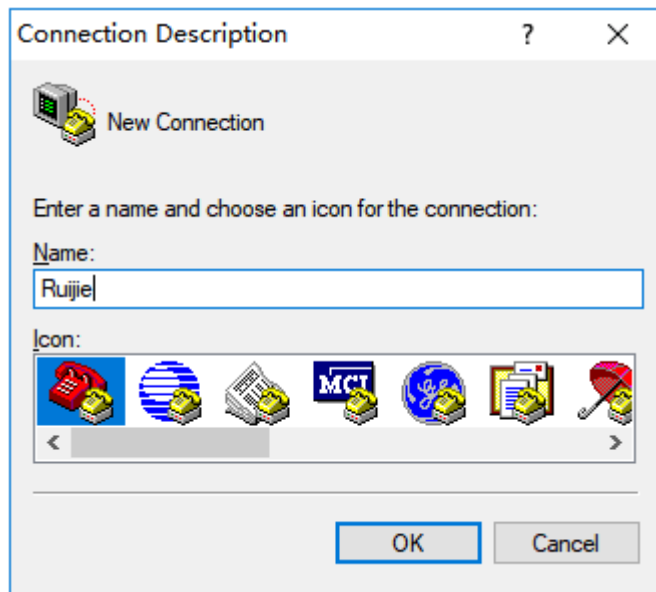 Connection Description
New Connection
Enter a name and choose an icon for the connection:
Name:
Ruijie
Icon:
MCI
OK Cancel